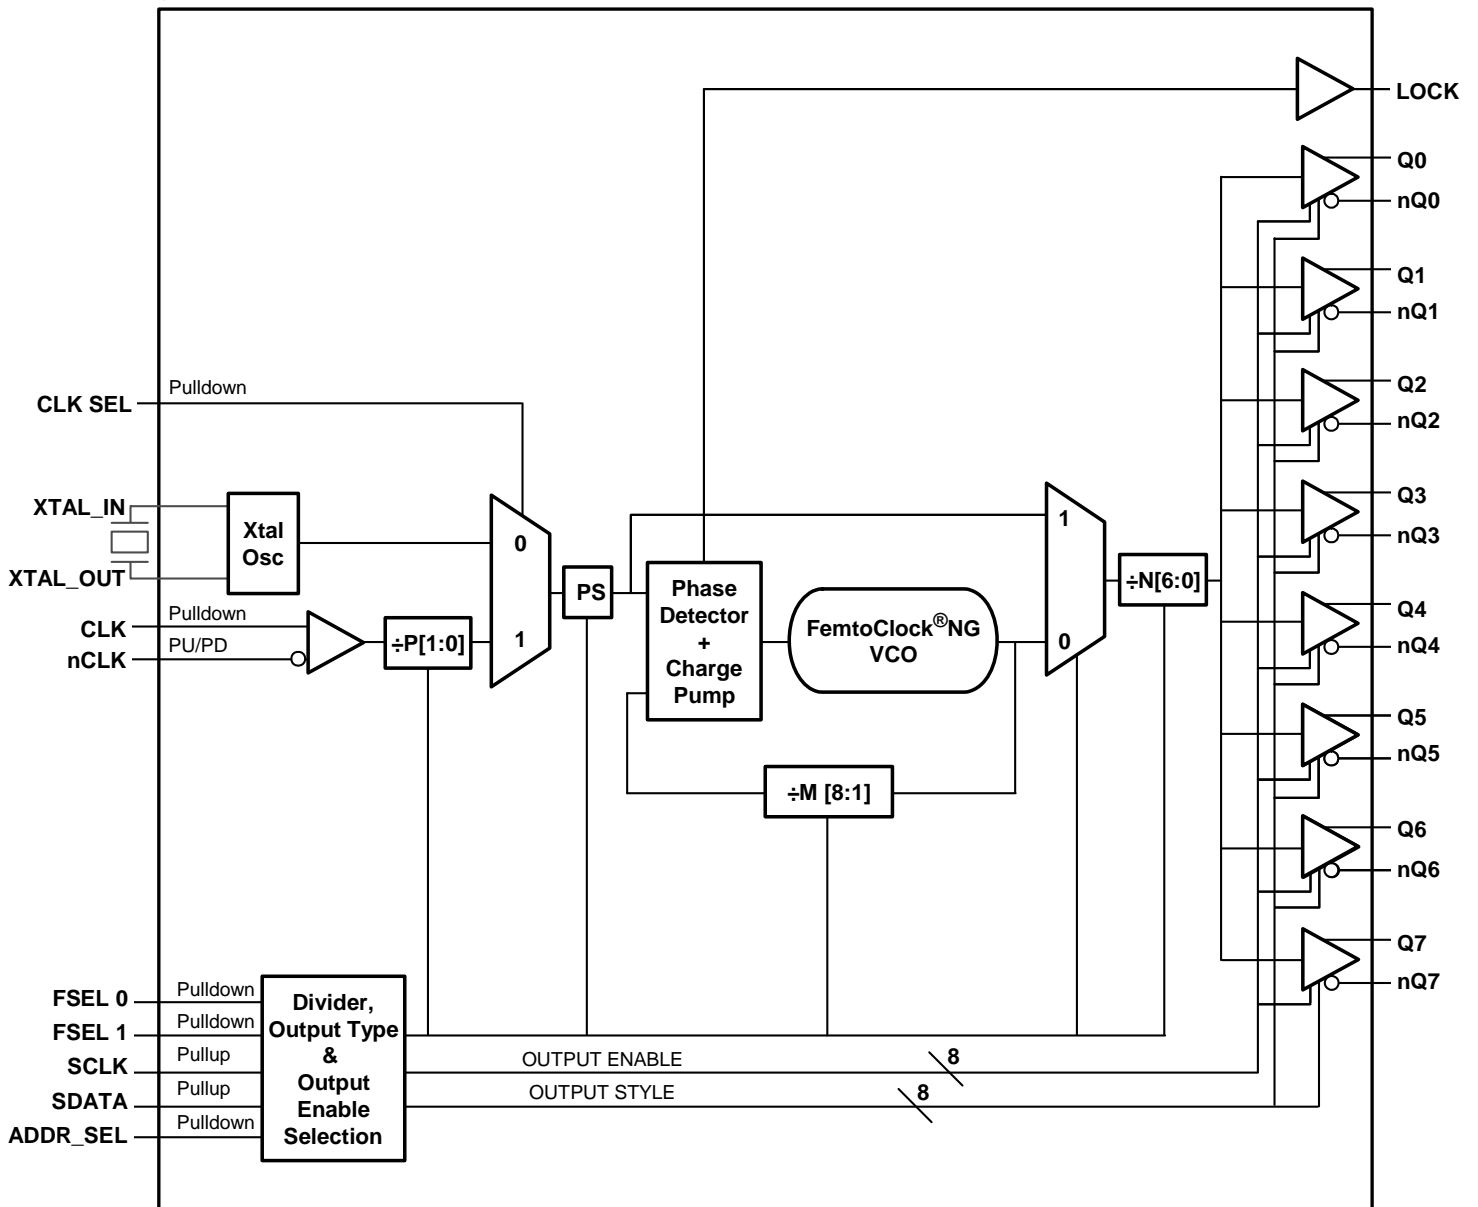 LOCK
Q0
nQ0
Q1
nQ1
Pulldown
CLK SEL
Q2
nQ2
XTAL_IN
XTAL_OUT
Xtal
Osc
0
1
PS
Phase
Detector
+
Charge
Pump
FemtoClock®NG
VCO
1
0
÷N[6:0]
Q3
nQ3
Pulldown
CLK
PU/PD
nCLK
÷P[1:0]
Q4
nQ4
÷M [8:1]
Q5
nQ5
Q6
nQ6
Q7
nQ7
FSEL 0
Pulldown
FSEL 1
Pulldown
SCLK
Pullup
SDATA
Pullup
ADDR_SEL
Pulldown
Divider,
Output Type
&
Output
Enable
Selection
OUTPUT ENABLE
8
OUTPUT STYLE
8